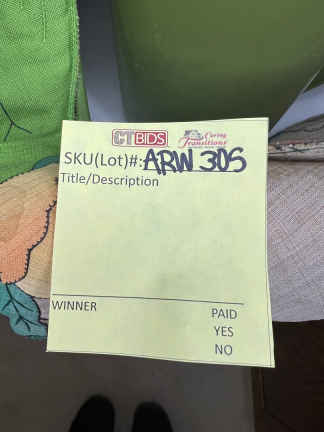 CTBIDS Caring Transitions
SKU(Lot)#: ARW 305
Title/Description
WINNER PAID
YES
NO